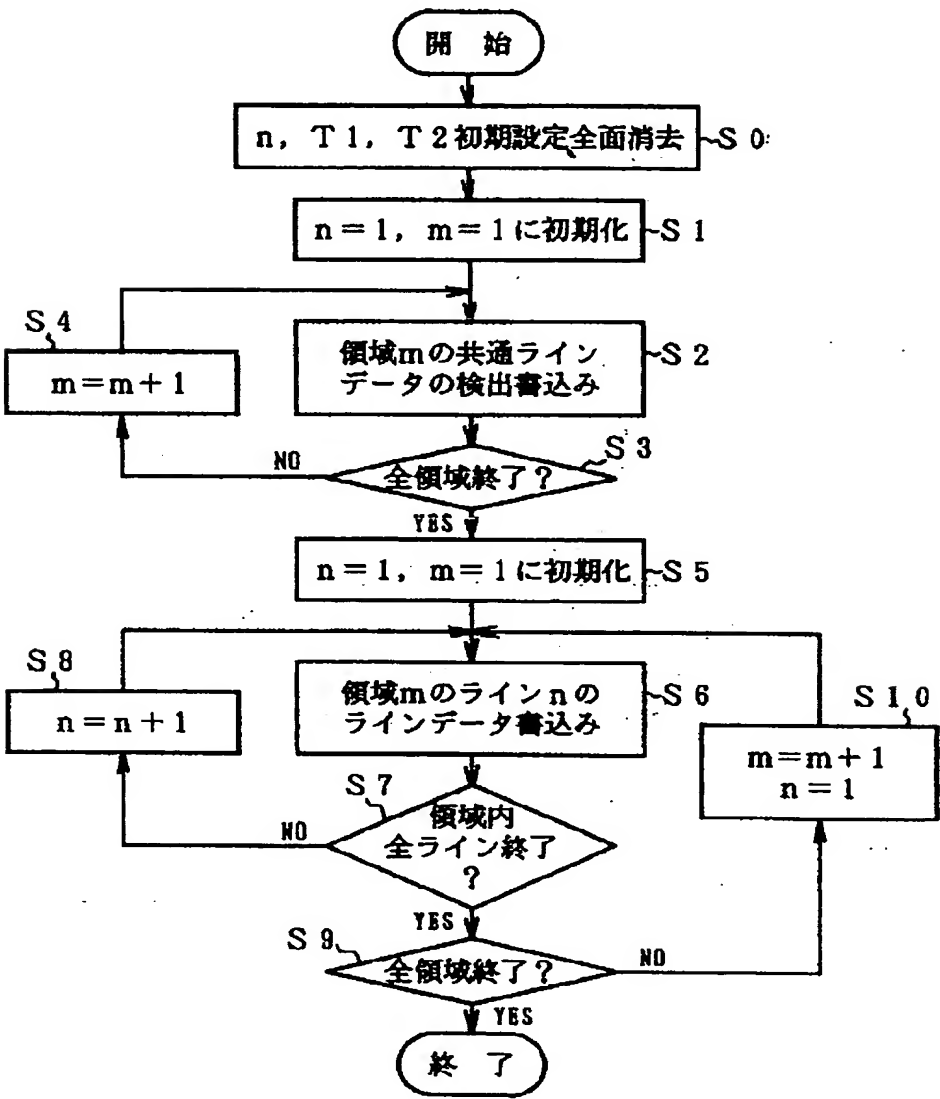 開 始
n, T1, T2初期設定全面消去
S0
n=1, m=1に初期化
S1
S4
m=m+1
領域mの共通ライン
データの検出書込み
S2
S3
NO
全領域終了?
YES
n=1, m=1に初期化
S5
S8
n=n+1
領域mのラインnの
ラインデータ書込み
S6
S10
m=m+1
n=1
S7
領域内
全ライン終了
?
NO
YES
S9
全領域終了?
NO
YES
終 了